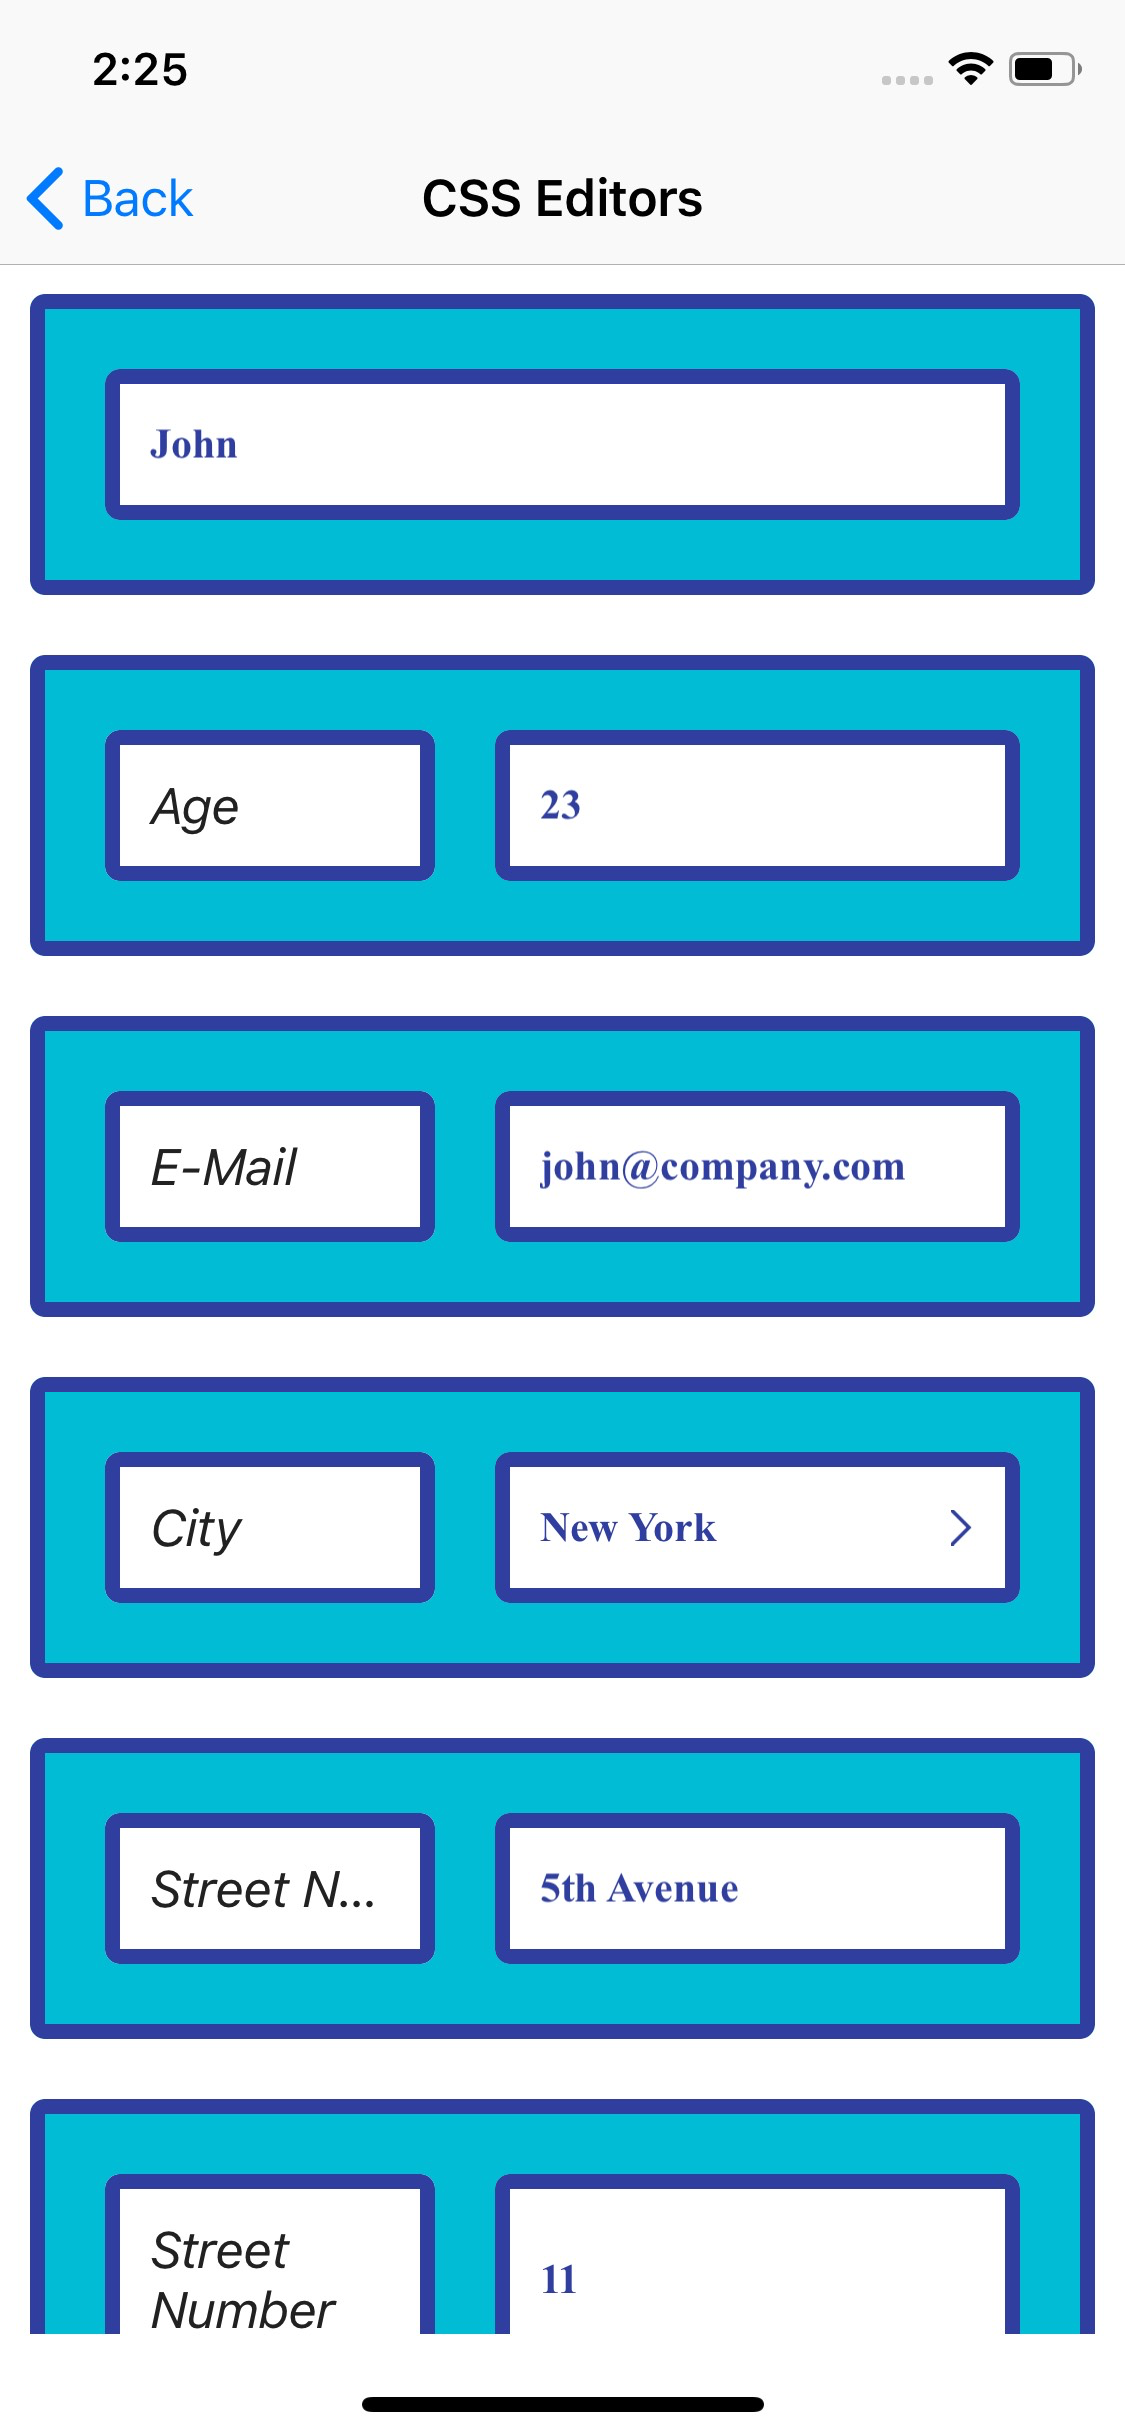 2:25
Back
CSS Editors
John
Age
23
E-Mail
john@company.com
City
New York
Street N...
5th Avenue
Street
Number
11